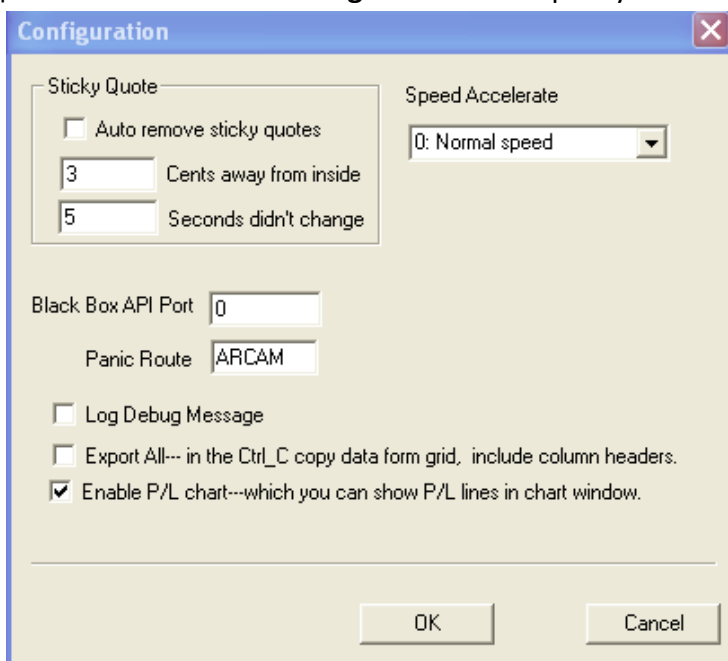 Configuration
Sticky Quote
Auto remove sticky quotes
3 Cents away from inside
5 Seconds didn't change
Speed Accelerate
0: Normal speed
Black Box API Port 0
Panic Route ARCAM
Log Debug Message
Export All--- in the Ctrl_C copy data form grid, include column headers.
Enable P/L chart---which you can show P/L lines in chart window.
OK Cancel